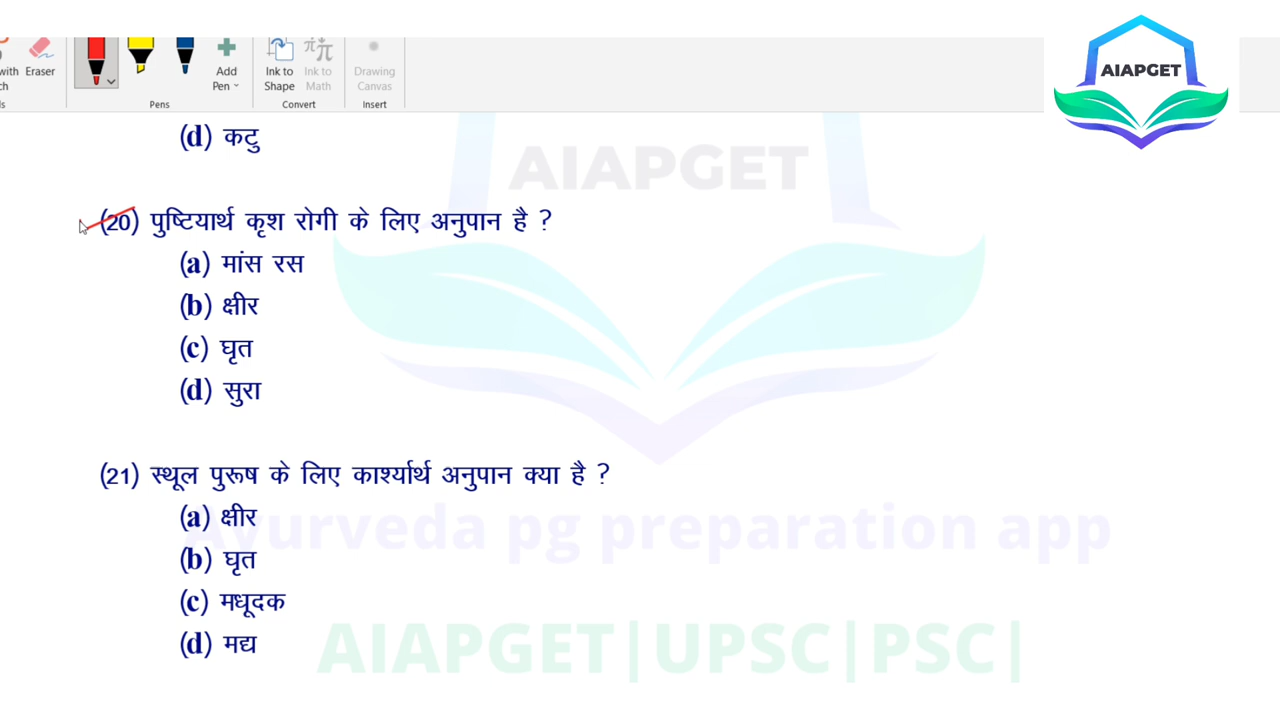 with
ch
Eraser
Add
Pen
Ink to
Shape
Ink to
Math
Drawing
Canvas
s
Pens
Convert
Insert
AIAPGET
(d) कटु
AIAPGET
(20) पुष्टियार्थ कृश रोगी के लिए अनुपान है ?
(a) मांस रस
(b) क्षीर
(c) घृत
(d) सुरा
(21) स्थूल पुरूष के लिए कार्श्यार्थ अनुपान क्या है ?
(a) क्षीर
Ayurveda pg preparation app
(b) घृत
(c) मधूदक
(d) मद्य
AIAPGET|UPSC|PSC|